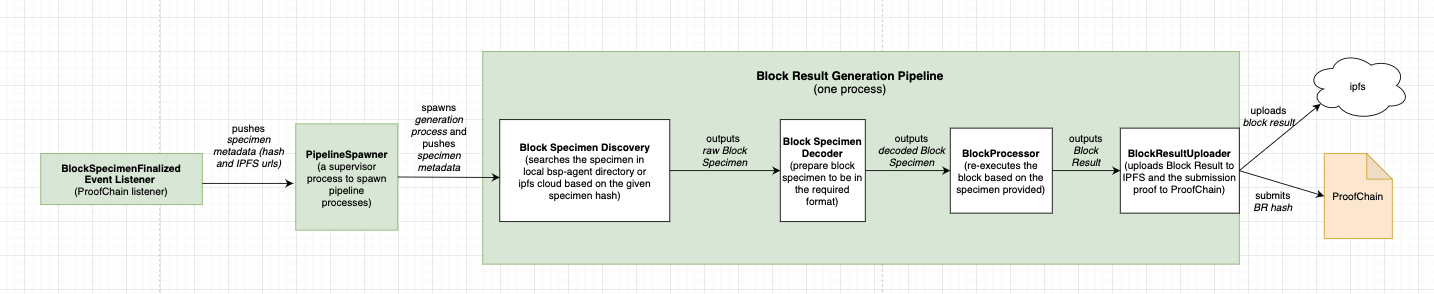 BlockSpecimenFinalized
Event Listener
(ProofChain listener)
pushes
specimen
metadata (hash
and IPFS urls)
PipelineSpawner
(a supervisor
process to spawn
pipeline
processes)
spawns
generation
process and
pushes
specimen
metadata
Block Result Generation Pipeline
(one process)
Block Specimen Discovery
(searches the specimen in
local bsp-agent directory or
ipfs cloud based on the given
specimen hash)
outputs
raw Block
Specimen
Block Specimen
Decoder
(prepare block
specimen to be in
the required
format)
outputs
decoded Block
Specimen
BlockProcessor
(re-executes the
block based on the
specimen provided)
outputs
Block
Result
BlockResultUploader
(uploads Block Result to
IPFS and the submission
proof to ProofChain)
uploads
block result
ipfs
submits
BR hash
ProofChain